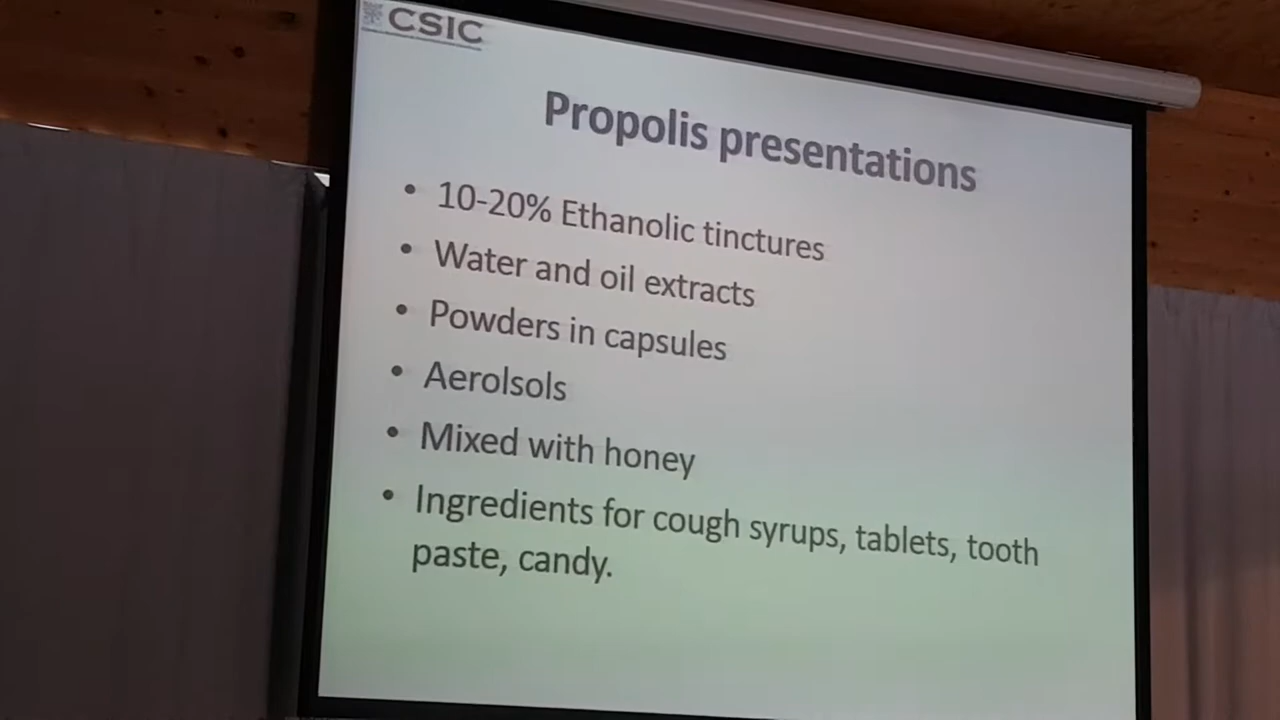 CSIC
Propolis presentations
• 10-20% Ethanolic tinctures
• Water and oil extracts
• Powders in capsules
• Aerolsols
• Mixed with honey
• Ingredients for cough syrups, tablets, tooth
paste, candy.